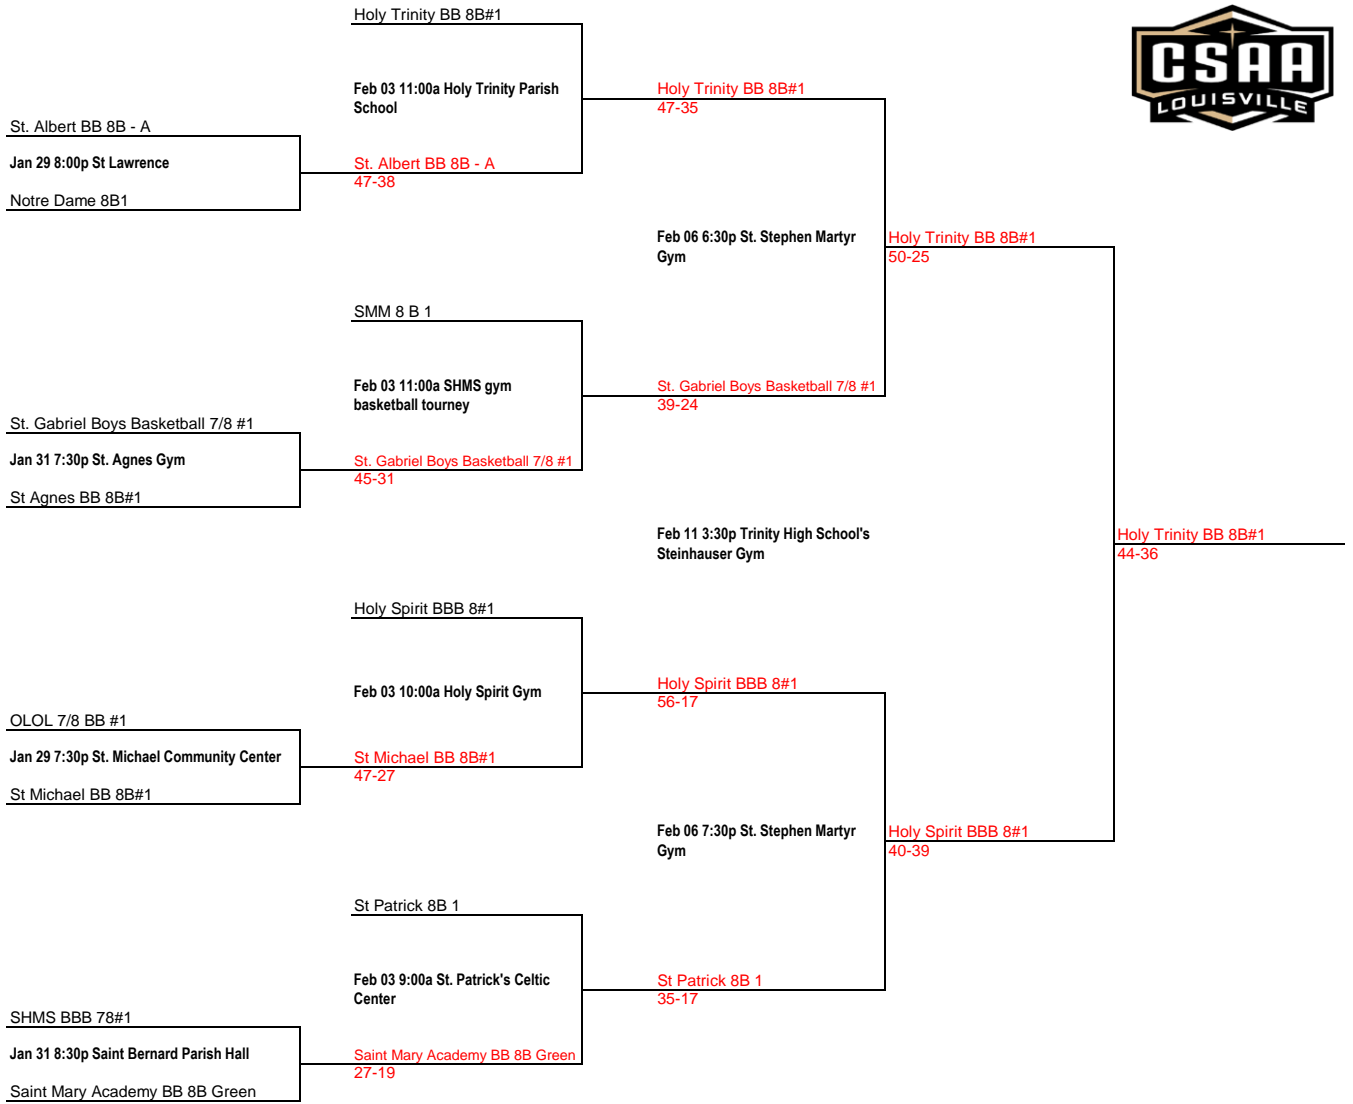 Holy Trinity BB 8B#1
CSAA
LOUISVILLE
Feb 03 11:00a Holy Trinity Parish
School
Holy Trinity BB 8B#1
47-35
St. Albert BB 8B - A
Jan 29 8:00p St Lawrence
St. Albert BB 8B - A
47-38
Notre Dame 8B1
Feb 06 6:30p St. Stephen Martyr
Gym
Holy Trinity BB 8B#1
50-25
SMM 8 B 1
Feb 03 11:00a SHMS gym
basketball tourney
St. Gabriel Boys Basketball 7/8 #1
39-24
St. Gabriel Boys Basketball 7/8 #1
Jan 31 7:30p St. Agnes Gym
St. Gabriel Boys Basketball 7/8 #1
45-31
St Agnes BB 8B#1
Feb 11 3:30p Trinity High School's
Steinhauser Gym
Holy Trinity BB 8B#1
44-36
Holy Spirit BBB 8#1
Feb 03 10:00a Holy Spirit Gym
Holy Spirit BBB 8#1
56-17
OLOL 7/8 BB #1
Jan 29 7:30p St. Michael Community Center
St Michael BB 8B#1
47-27
St Michael BB 8B#1
Feb 06 7:30p St. Stephen Martyr
Gym
Holy Spirit BBB 8#1
40-39
St Patrick 8B 1
Feb 03 9:00a St. Patrick's Celtic
Center
St Patrick 8B 1
35-17
SHMS BBB 78#1
Jan 31 8:30p Saint Bernard Parish Hall
Saint Mary Academy BB 8B Green
27-19
Saint Mary Academy BB 8B Green